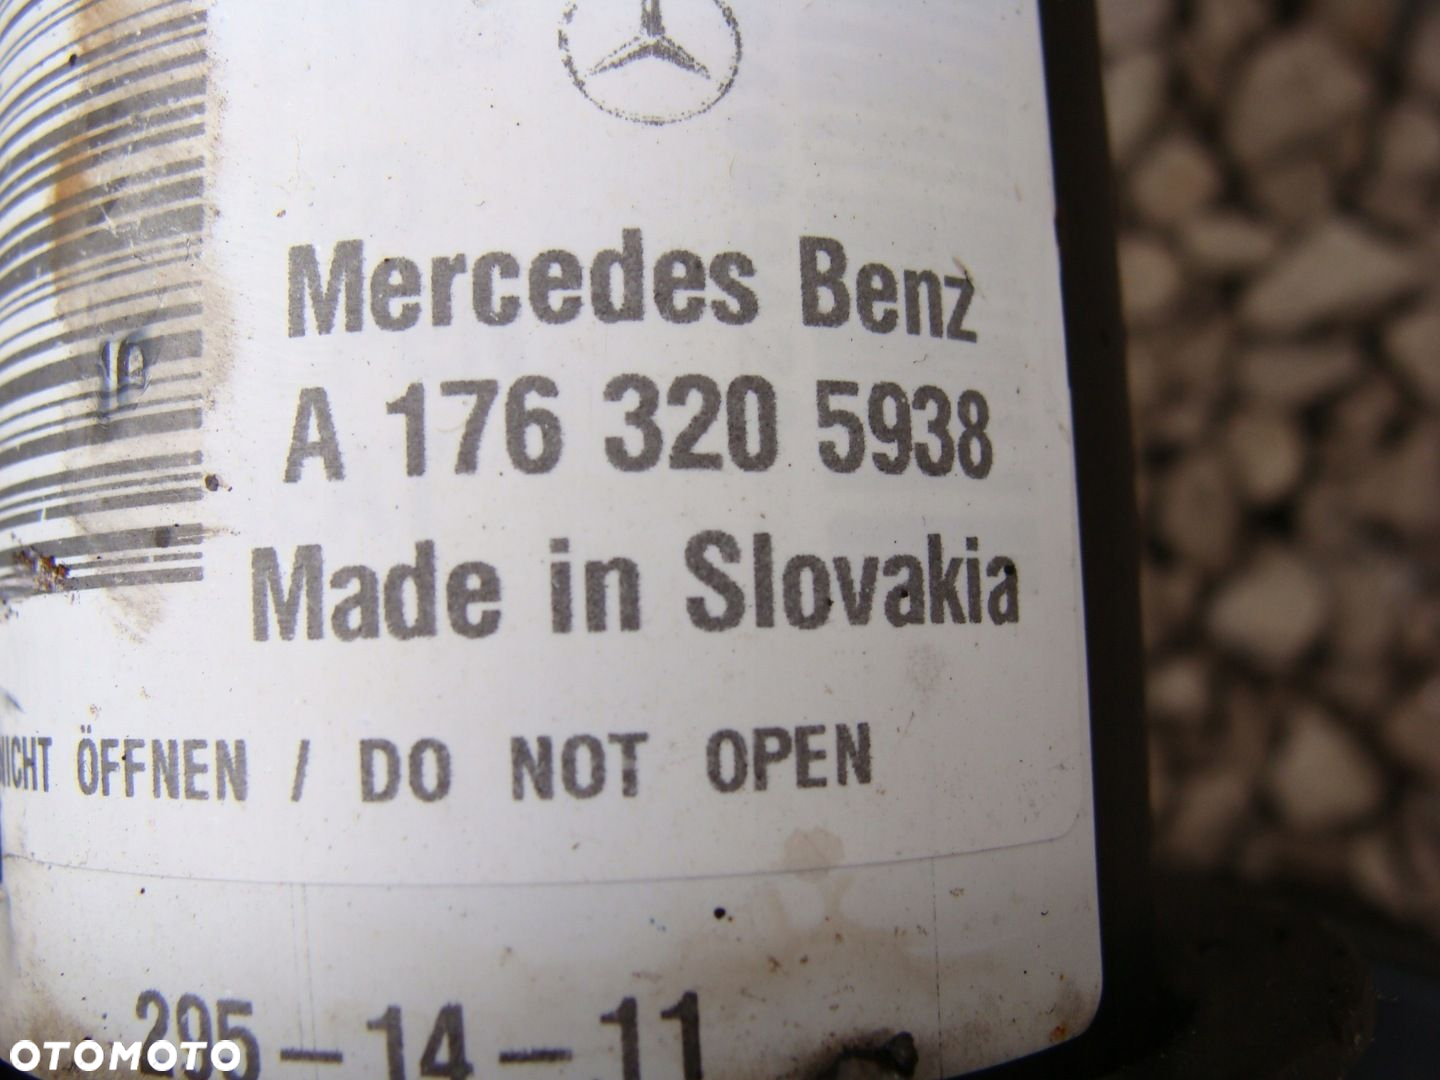 Mercedes Benz
A 176 320 5938
Made in Slovakia
NICHT ÖFFNEN / DO NOT OPEN
295-14-11
OTOMOTO